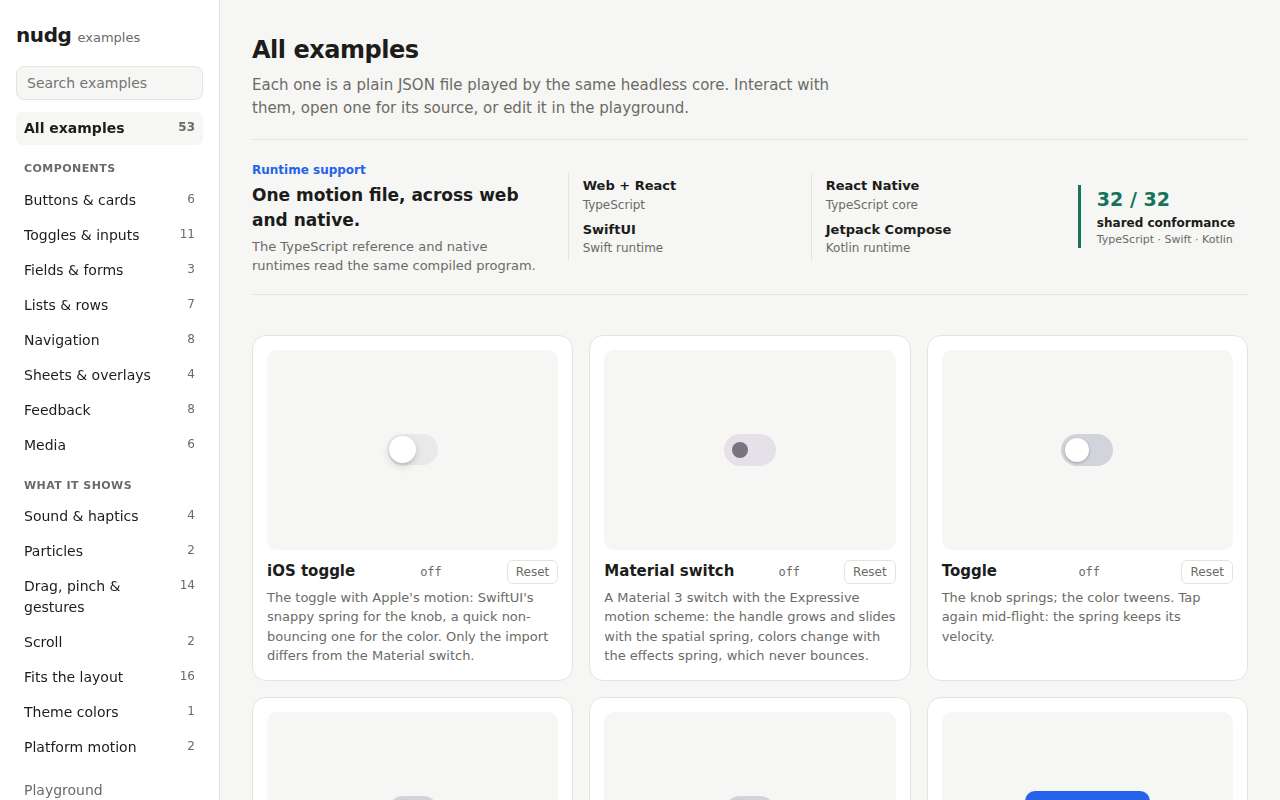 nudg examples
Search examples
All examples 53
COMPONENTS
Buttons & cards 6
Toggles & inputs 11
Fields & forms 3
Lists & rows 7
Navigation 8
Sheets & overlays 4
Feedback 8
Media 6
WHAT IT SHOWS
Sound & haptics 4
Particles 2
Drag, pinch & 14
gestures
Scroll 2
Fits the layout 16
Theme colors 1
Platform motion 2
Playground
All examples
Each one is a plain JSON file played by the same headless core. Interact with
them, open one for its source, or edit it in the playground.
Runtime support
One motion file, across web
and native.
The TypeScript reference and native
runtimes read the same compiled program.
Web + React
TypeScript
SwiftUI
Swift runtime
React Native
TypeScript core
Jetpack Compose
Kotlin runtime
32 / 32
shared conformance
TypeScript · Swift · Kotlin
iOS toggle off Reset
The toggle with Apple's motion: SwiftUI's
snappy spring for the knob, a quick non-
bouncing one for the color. Only the import
differs from the Material switch.
Material switch off Reset
A Material 3 switch with the Expressive
motion scheme: the handle grows and slides
with the spatial spring, colors change with
the effects spring, which never bounces.
Toggle off Reset
The knob springs; the color tweens. Tap
again mid-flight: the spring keeps its
velocity.